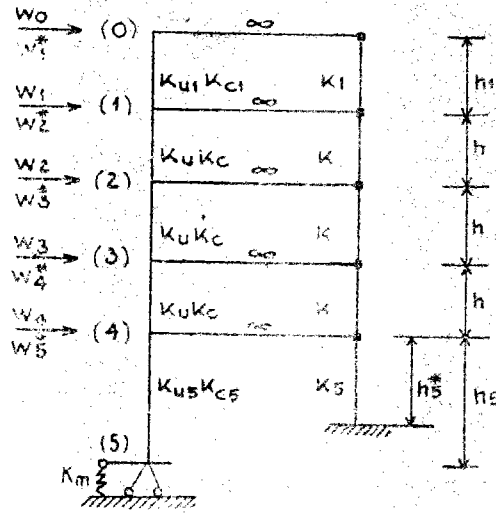 W0 (0) ∞
W1* Ku1 Kc1 K1 h1
W1 (1) ∞
W2* Ku Kc K h
W2 (2) ∞
W3* Ku Kc K h
W3 (3) ∞
W4* Ku Kc K h
W4 (4) ∞
W5* Ku5 Kc5 K5 h5* h5
(5)
Km